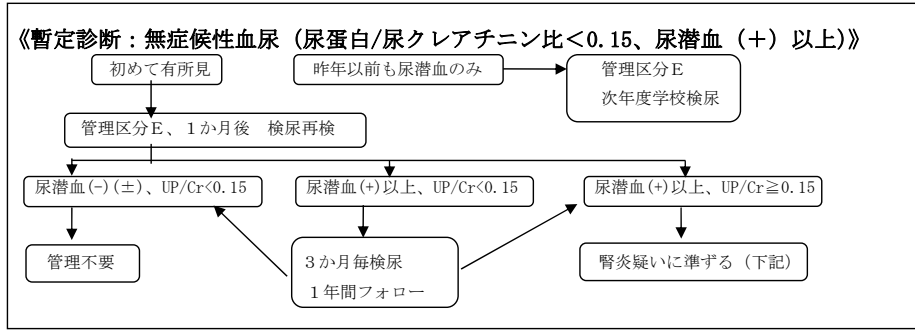 《暫定診断：無症候性血尿（尿蛋白/尿クレアチニン比＜0.15、尿潜血（＋）以上）》
初めて有所見
昨年以前も尿潜血のみ
管理区分Ｅ
次年度学校検尿
管理区分Ｅ、１か月後　検尿再検
尿潜血(-)(±)、UP/Cr<0.15
尿潜血(+)以上、UP/Cr<0.15
尿潜血(+)以上、UP/Cr≧0.15
管理不要
３か月毎検尿
１年間フォロー
腎炎疑いに準ずる（下記）